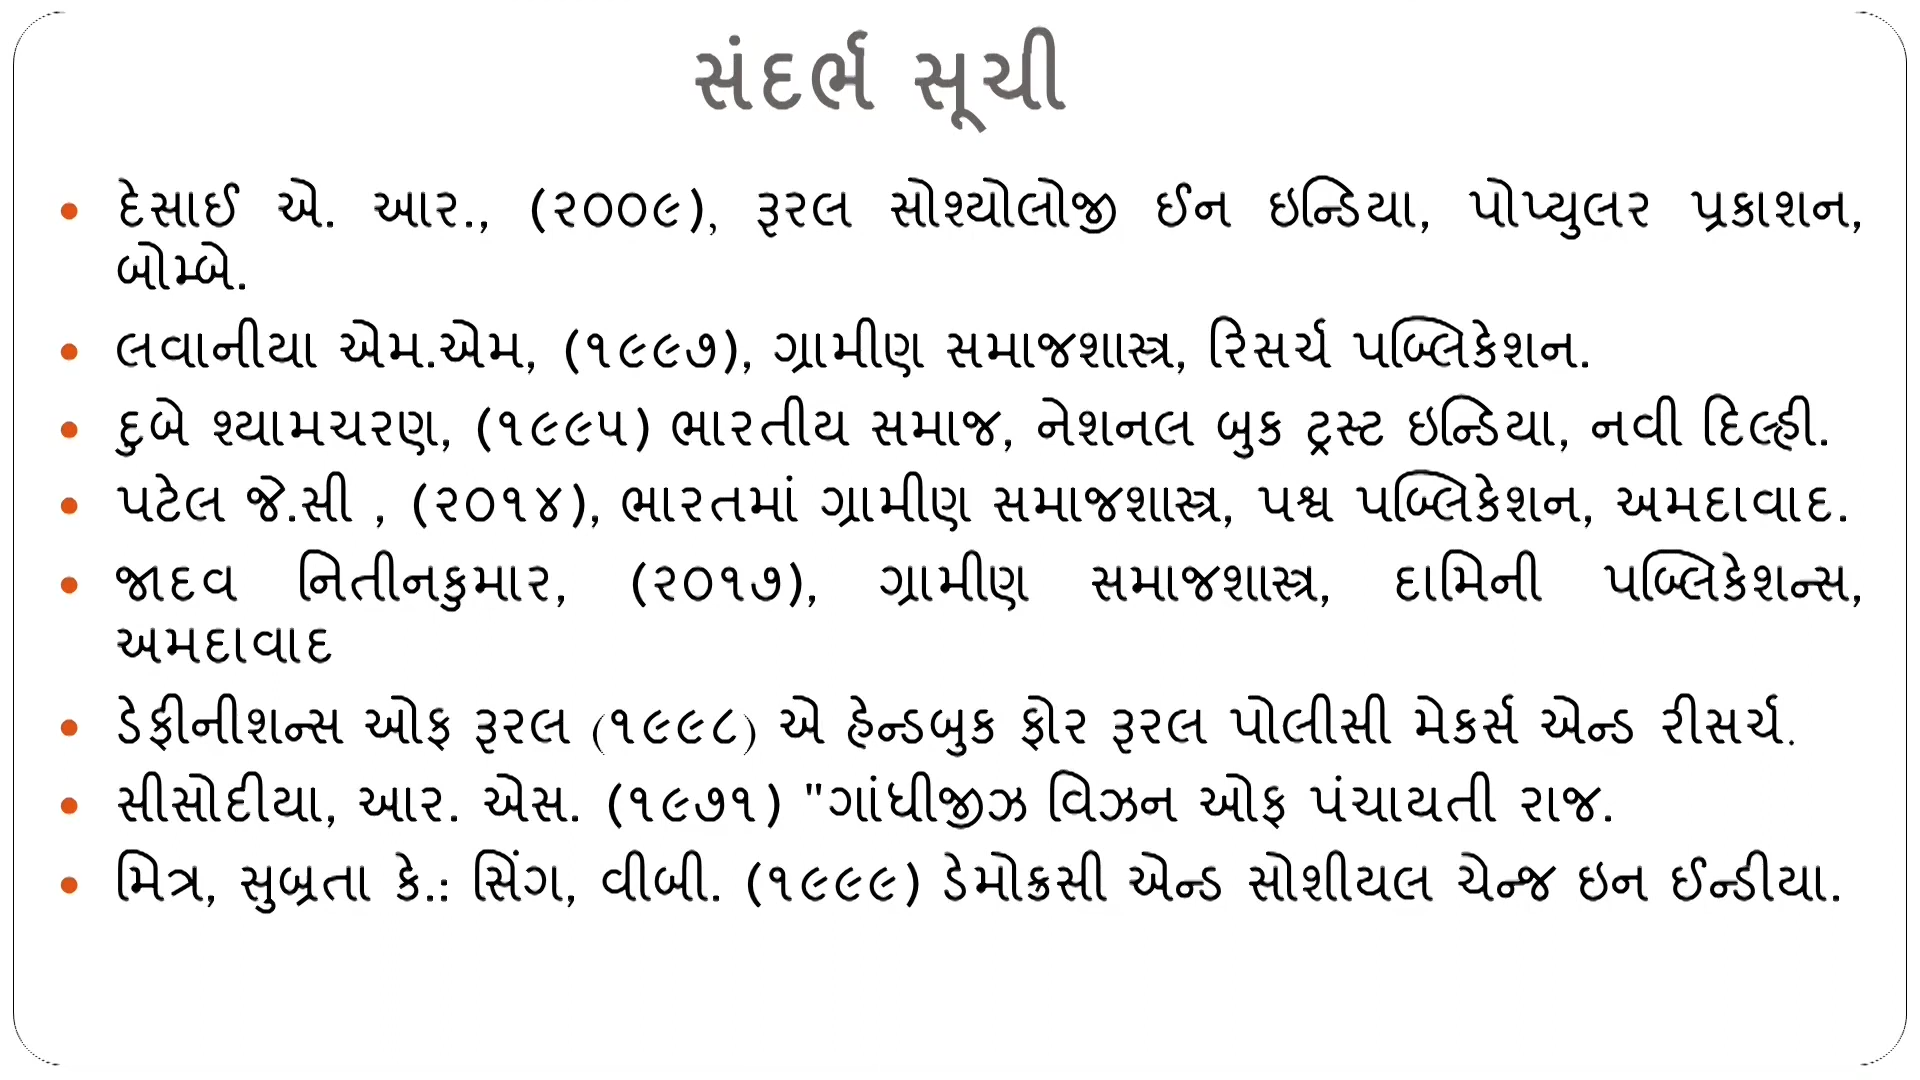 સંદર્ભ સૂચી
દેસાઈ એ. આર., (૨૦૦૯), રૂરલ સોશ્યોલોજી ઈન ઇન્ડિયા, પોપ્યુલર પ્રકાશન,
બોમ્બે.
લવાનીયા એમ.એમ, (૧૯૯૭), ગ્રામીણ સમાજશાસ્ત્ર, રિસર્ચ પબ્લિકેશન.
દુબે શ્યામચરણ, (૧૯૯૫) ભારતીય સમાજ, નેશનલ બુક ટ્રસ્ટ ઇન્ડિયા, નવી દિલ્હી.
પટેલ જે.સી , (૨૦૧૪), ભારતમાં ગ્રામીણ સમાજશાસ્ત્ર, પશ્વ પબ્લિકેશન, અમદાવાદ.
જાદવ નિતીનકુમાર, (૨૦૧૭), ગ્રામીણ સમાજશાસ્ત્ર, દામિની પબ્લિકેશન્સ,
અમદાવાદ
ડેફીનીશન્સ ઓફ રૂરલ (૧૯૯૮) એ હેન્ડબુક ફોર રૂરલ પોલીસી મેકર્સ એન્ડ રીસર્ચ.
સીસોદીયા, આર. એસ. (૧૯૭૧) "ગાંધીજીઝ વિઝન ઓફ પંચાયતી રાજ.
મિત્ર, સુબ્રતા કે.: સિંગ, વીબી. (૧૯૯૯) ડેમોક્રસી એન્ડ સોશીયલ ચેન્જ ઇન ઈન્ડીયા.